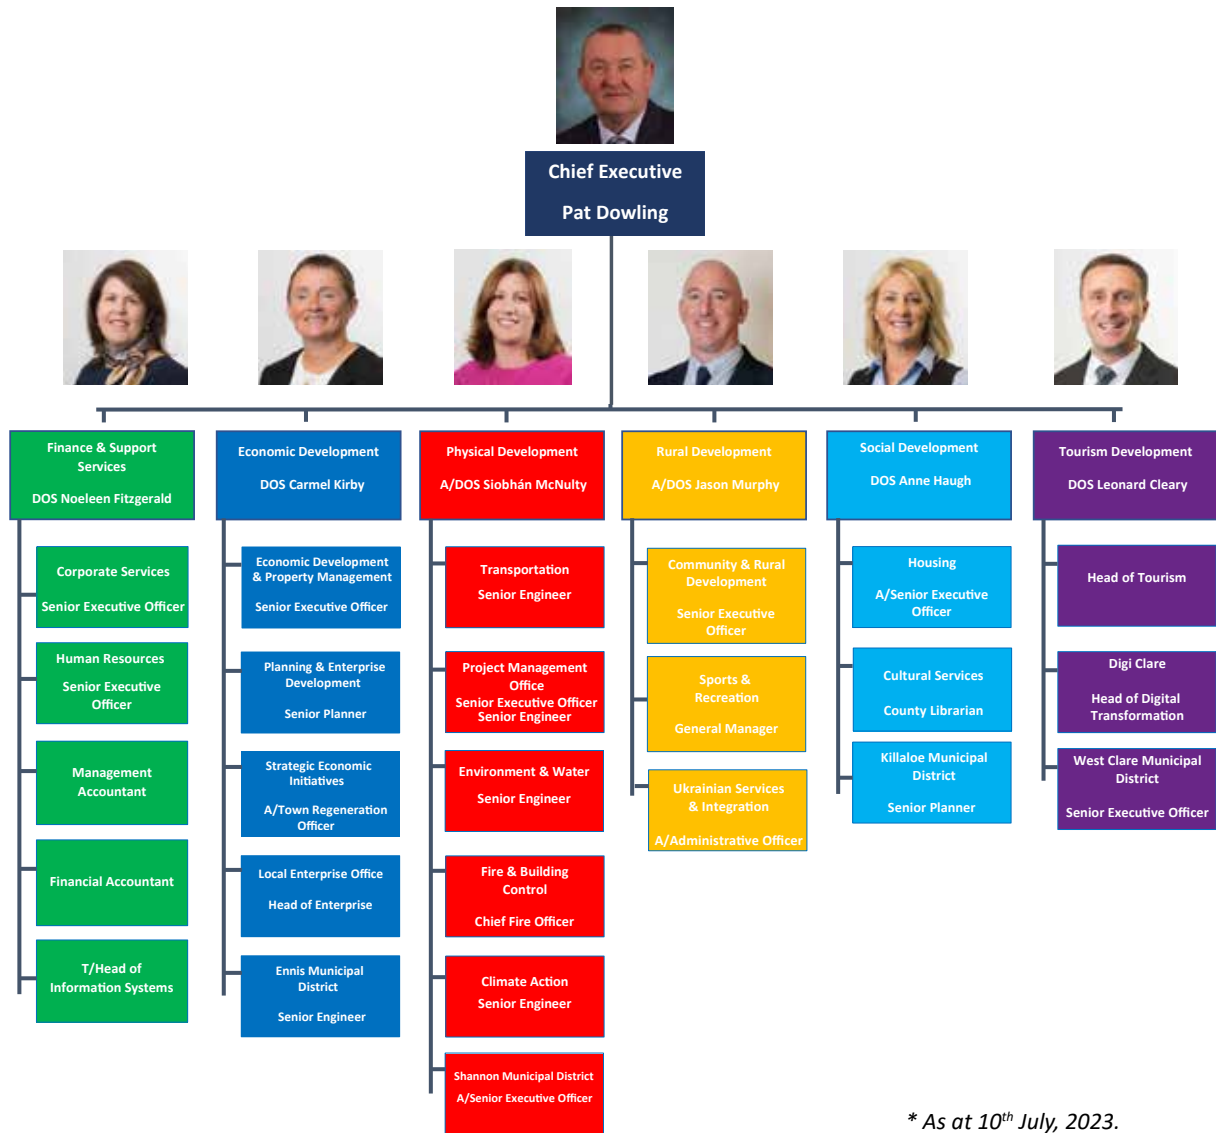 Chief Executive
Pat Dowling
Finance & Support
Services
DOS Noeleen Fitzgerald
Corporate Services
Senior Executive Officer
Human Resources
Senior Executive
Officer
Management
Accountant
Financial Accountant
T/Head of
Information Systems
Economic Development
DOS Carmel Kirby
Economic Development
& Property Management
Senior Executive Officer
Planning & Enterprise
Development
Senior Planner
Strategic Economic
Initiatives
A/Town Regeneration
Officer
Local Enterprise Office
Head of Enterprise
Ennis Municipal
District
Senior Engineer
Physical Development
A/DOS Siobhán McNulty
Transportation
Senior Engineer
Project Management
Office
Senior Executive Officer
Senior Engineer
Environment & Water
Senior Engineer
Fire & Building
Control
Chief Fire Officer
Climate Action
Senior Engineer
Shannon Municipal District
A/Senior Executive Officer
Rural Development
A/DOS Jason Murphy
Community & Rural
Development
Senior Executive
Officer
Sports &
Recreation
General Manager
Ukrainian Services
& Integration
A/Administrative Officer
Social Development
DOS Anne Haugh
Housing
A/Senior Executive
Officer
Cultural Services
County Librarian
Killaloe Municipal
District
Senior Planner
Tourism Development
DOS Leonard Cleary
Head of Tourism
Digi Clare
Head of Digital
Transformation
West Clare Municipal
District
Senior Executive Officer
* As at 10th July, 2023.